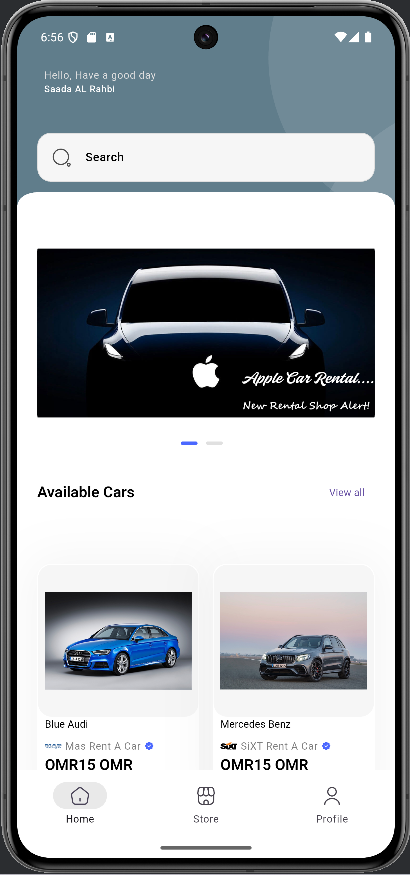 6:56
Hello, Have a good day
Saada AL Rahbi
Search
Apple Car Rental....
New Rental Shop Alert!
Available Cars
View all
Blue Audi
Mercedes Benz
Mas Rent A Car
SiXT SiXT Rent A Car
OMR15 OMR
OMR15 OMR
Home
Store
Profile